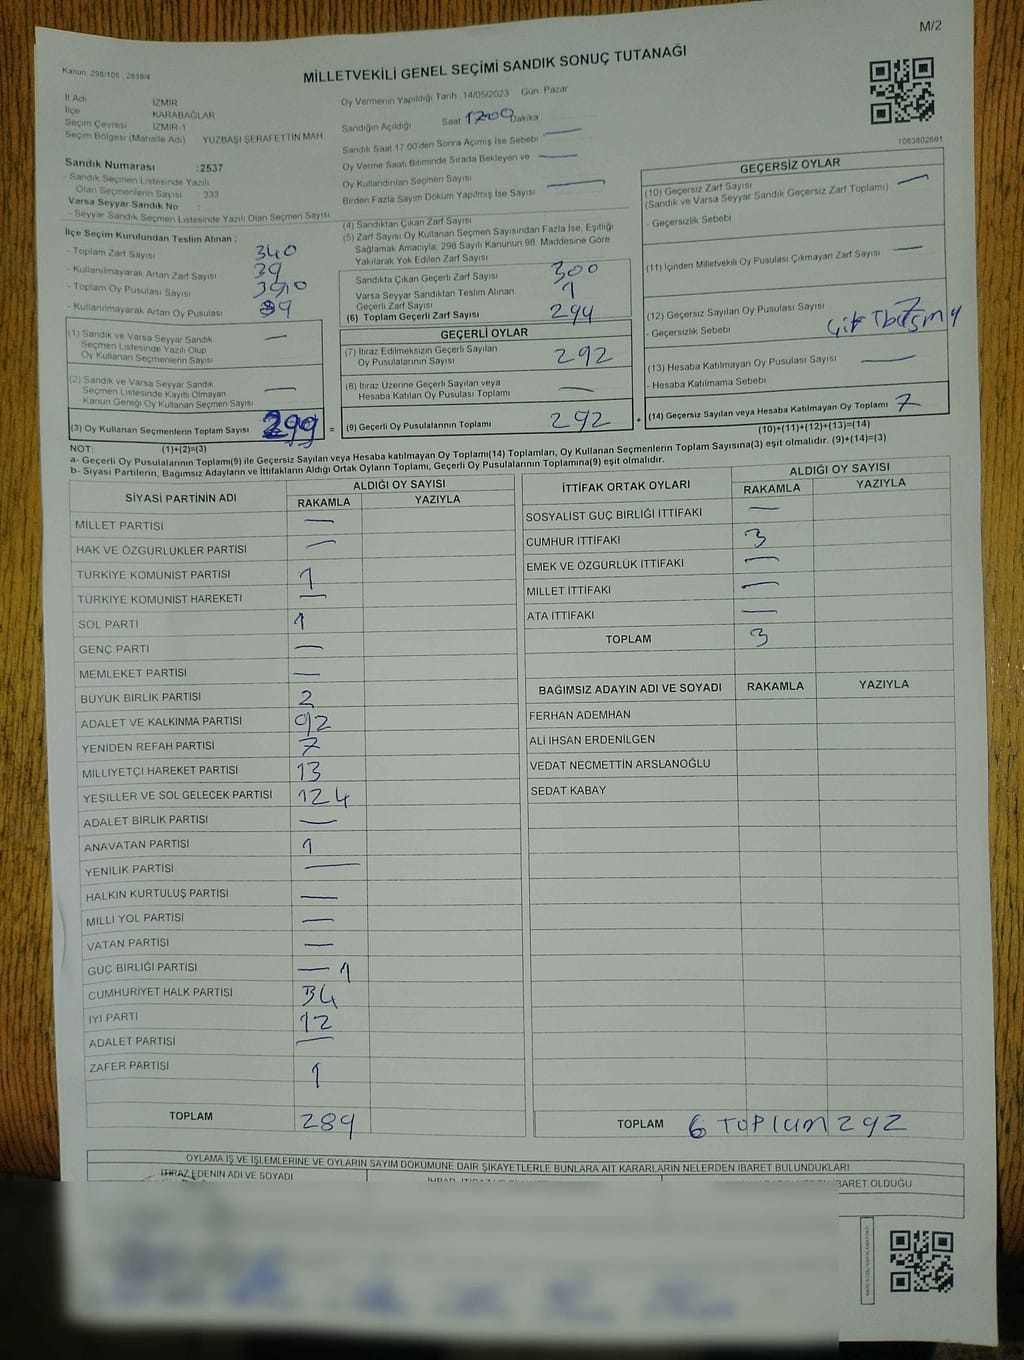 M/2
Kanun: 298/105 , 2839/4
MİLLETVEKİLİ GENEL SEÇİMİ SANDIK SONUÇ TUTANAĞI
İl Adı İZMİR
İlçe KARABAĞLAR
Seçim Çevresi İZMİR-1
Seçim Bölgesi (Mahalle Adı) YÜZBAŞI ŞERAFETTİN MAH
Sandık Numarası :2537
- Sandık Seçmen Listesinde Yazılı
Olan Seçmenlerin Sayısı : 333
Varsa Seyyar Sandık No :
- Seyyar Sandık Seçmen Listesinde Yazılı Olan Seçmen Sayısı
Oy Vermenin Yapıldığı Tarih :14/05/2023 Gün: Pazar
Sandığın Açıldığı Saat 1700 Dakika
Sandık Saat 17:00'den Sonra Açımış İse Sebebi —
Oy Verme Saati Bitiminde Sırada Bekleyen ve —
Oy Kullandırılan Seçmen Sayısı
Birden Fazla Sayım Döküm Yapılmış İse Sayısı —
1083802691
İlçe Seçim Kurulundan Teslim Alınan :
- Toplam Zarf Sayısı 340
- Kullanılmayarak Artan Zarf Sayısı 39
- Toplam Oy Pusulası Sayısı
- Kullanılmayarak Artan Oy Pusulası
(1) Sandık ve Varsa Seyyar Sandık —
Seçmen Listesinde Yazılı Olup
Oy Kullanan Seçmenlerin Sayısı
(2) Sandık ve Varsa Seyyar Sandık —
Seçmen Listesinde Kayıtlı Olmayan
Kanun Gereği Oy Kullanan Seçmen Sayısı
(3) Oy Kullanan Seçmenlerin Toplam Sayısı 299 =
(1)+(2)=(3)
(4) Sandıktan Çıkan Zarf Sayısı
(5) Zarf Sayısı Oy Kullanan Seçmen Sayısından Fazla İse, Eşitliği
Sağlamak Amacıyla, 298 Sayılı Kanunun 98. Maddesine Göre
Yakılarak Yok Edilen Zarf Sayısı
Sandıkta Çıkan Geçerli Zarf Sayısı 300
Varsa Seyyar Sandıktan Teslim Alınan 1
Geçerli Zarf Sayısı
(6) Toplam Geçerli Zarf Sayısı 299
GEÇERLİ OYLAR
(7) İtiraz Edilmeksizin Geçerli Sayılan 292
Oy Pusulalarının Sayısı
(8) İtiraz Üzerine Geçerli Sayılan veya —
Hesaba Katılan Oy Pusulası Toplamı
(9) Geçerli Oy Pusulalarının Toplamı 292 +
GEÇERSİZ OYLAR
(10) Geçersiz Zarf Sayısı —
(Sandık ve Varsa Seyyar Sandık Geçersiz Zarf Toplamı)
- Geçersizlik Sebebi
(11) İçinden Milletvekili Oy Pusulası Çıkmayan Zarf Sayısı —
(12) Geçersiz Sayılan Oy Pusulası Sayısı 7
- Geçersizlik Sebebi
(13) Hesaba Katılmayan Oy Pusulası Sayısı —
- Hesaba Katılmama Sebebi
(14) Geçersiz Sayılan veya Hesaba Katılmayan Oy Toplamı 7
(10)+(11)+(12)+(13)=(14)
NOT:
a- Geçerli Oy Pusulalarının Toplamı(9) ile Geçersiz Sayılan veya Hesaba katılmayan Oy Toplamı(14) Toplamları, Oy Kullanan Seçmenlerin Toplam Sayısına(3) eşit olmalıdır. (9)+(14)=(3)
b- Siyasi Partilerin, Bağımsız Adayların ve İttifakların Aldığı Ortak Oyların Toplamı, Geçerli Oy Pusulalarının Toplamına(9) eşit olmalıdır.
SİYASİ PARTİNİN ADI ALDIĞI OY SAYISI
RAKAMLA YAZIYLA
MİLLET PARTİSİ —
HAK VE ÖZGÜRLÜKLER PARTİSİ —
TÜRKİYE KOMÜNİST PARTİSİ 1
TÜRKİYE KOMÜNİST HAREKETİ —
SOL PARTİ 1
GENÇ PARTİ —
MEMLEKET PARTİSİ —
BÜYÜK BİRLİK PARTİSİ 2
ADALET VE KALKINMA PARTİSİ 92
YENİDEN REFAH PARTİSİ 7
MİLLİYETÇİ HAREKET PARTİSİ 13
YEŞİLLER VE SOL GELECEK PARTİSİ 124
ADALET BİRLİK PARTİSİ —
ANAVATAN PARTİSİ 1
YENİLİK PARTİSİ —
HALKIN KURTULUŞ PARTİSİ —
MİLLİ YOL PARTİSİ —
VATAN PARTİSİ —
GÜÇ BİRLİĞİ PARTİSİ — 1
CUMHURİYET HALK PARTİSİ 34
İYİ PARTİ 12
ADALET PARTİSİ —
ZAFER PARTİSİ 1
TOPLAM 289
İTTİFAK ORTAK OYLARI ALDIĞI OY SAYISI
RAKAMLA YAZIYLA
SOSYALİST GÜÇ BİRLİĞİ İTTİFAKI —
CUMHUR İTTİFAKI 3
EMEK VE ÖZGÜRLÜK İTTİFAKI —
MİLLET İTTİFAKI —
ATA İTTİFAKI —
TOPLAM 3
BAĞIMSIZ ADAYIN ADI VE SOYADI RAKAMLA YAZIYLA
FERHAN ADEMHAN
ALİ İHSAN ERDENİLGEN
VEDAT NECMETTİN ARSLANOĞLU
SEDAT KABAY
TOPLAM 6 TOPLAM 292
OYLAMA İŞ VE İŞLEMLERİNE VE OYLARIN SAYIM DÖKÜMÜNE DAİR ŞİKAYETLERLE BUNLARA AİT KARARLARIN NELERDEN İBARET BULUNDUKLARI
İTİRAZ EDENİN ADI VE SOYADI
İBARET OLDUĞU